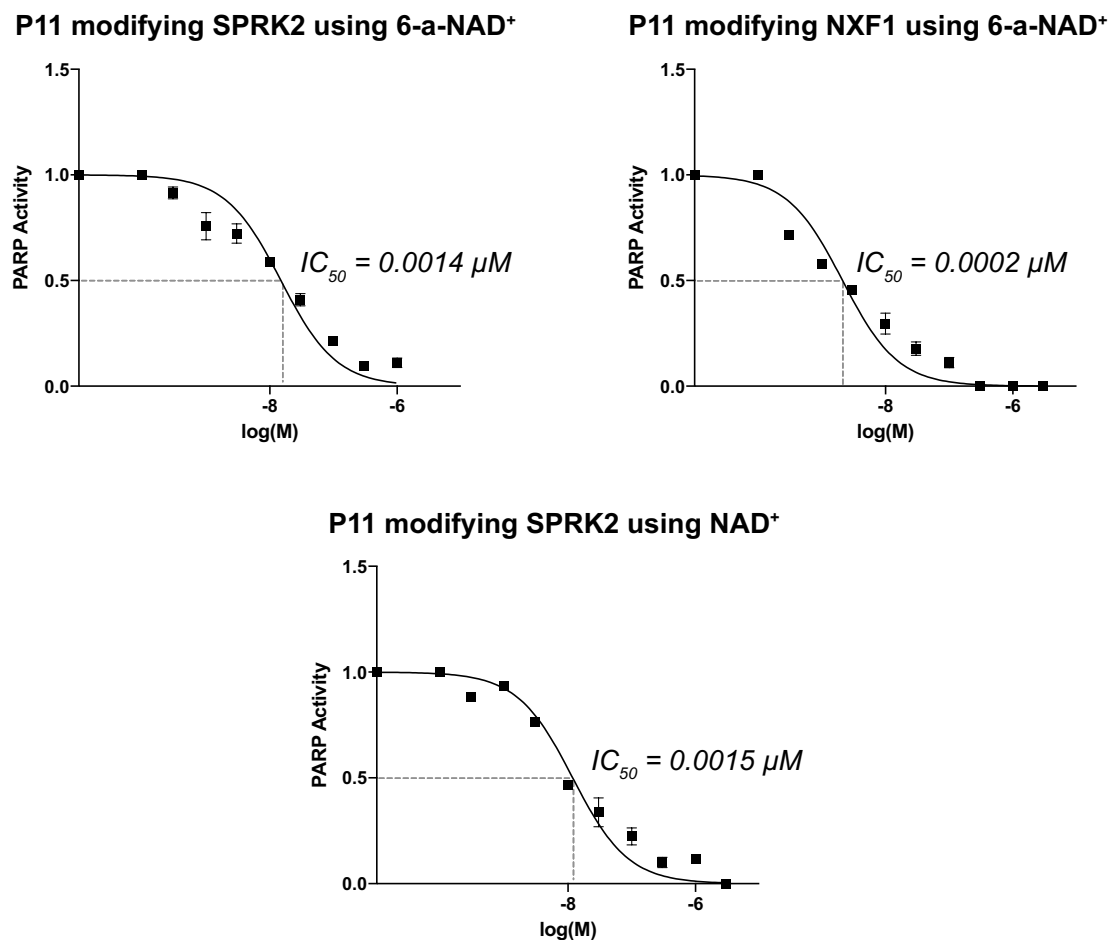 P11 modifying SPRK2 using 6-a-NAD⁺
1.5
1.0
0.5
0.0
PARP Activity
IC₅₀ = 0.0014 µM
-8
-6
log(M)
P11 modifying NXF1 using 6-a-NAD⁺
1.5
1.0
0.5
0.0
PARP Activity
IC₅₀ = 0.0002 µM
-8
-6
log(M)
P11 modifying SPRK2 using NAD⁺
1.5
1.0
0.5
0.0
PARP Activity
IC₅₀ = 0.0015 µM
-8
-6
log(M)